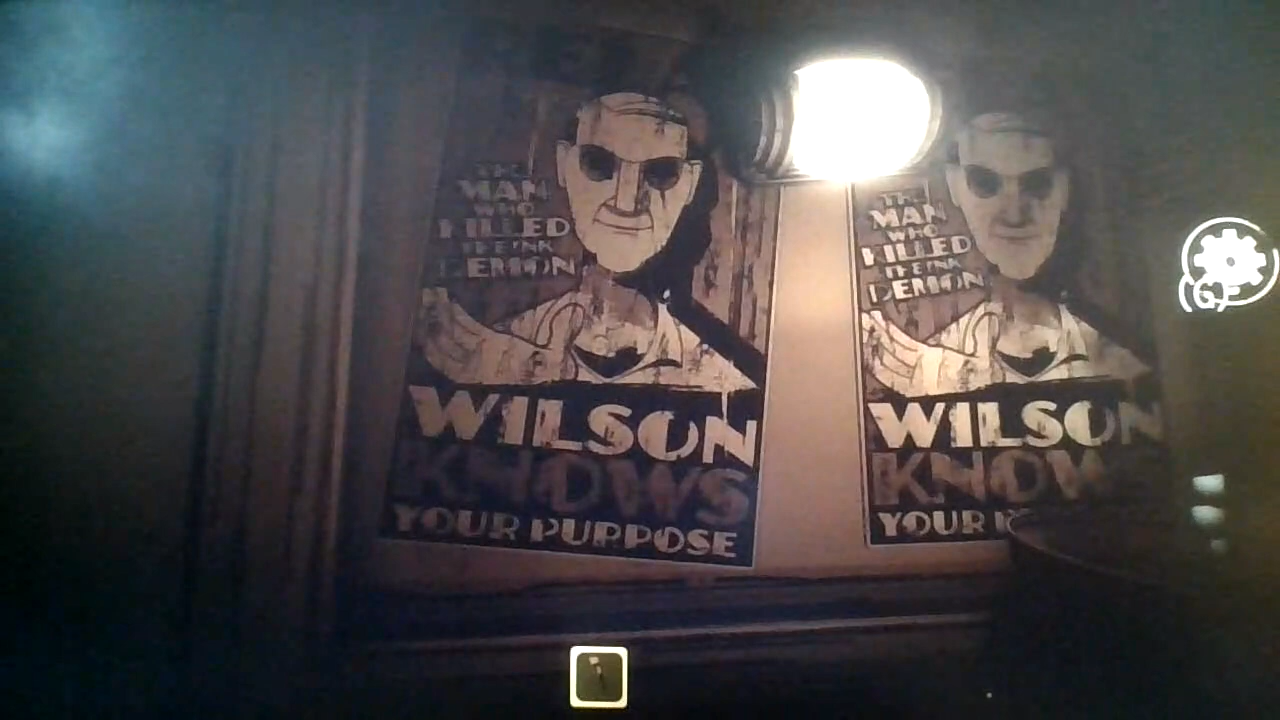 THE
MAN
WHO
KILLED
THE INK
DEMON
WILSON
KNOWS
YOUR PURPOSE
THE
MAN
WHO
KILLED
THE INK
DEMON
WILSON
KNOW
YOUR